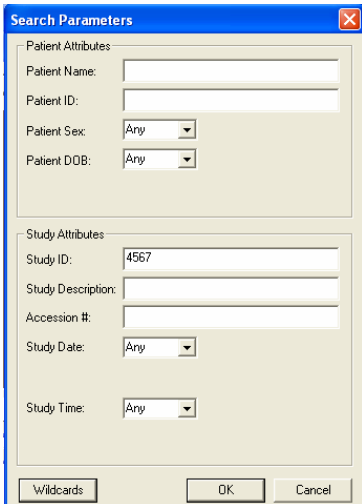 Search Parameters
Patient Attributes
Patient Name:
Patient ID:
Patient Sex: Any
Patient DOB: Any
Study Attributes
Study ID: 4567
Study Description:
Accession #:
Study Date: Any
Study Time: Any
Wildcards OK Cancel